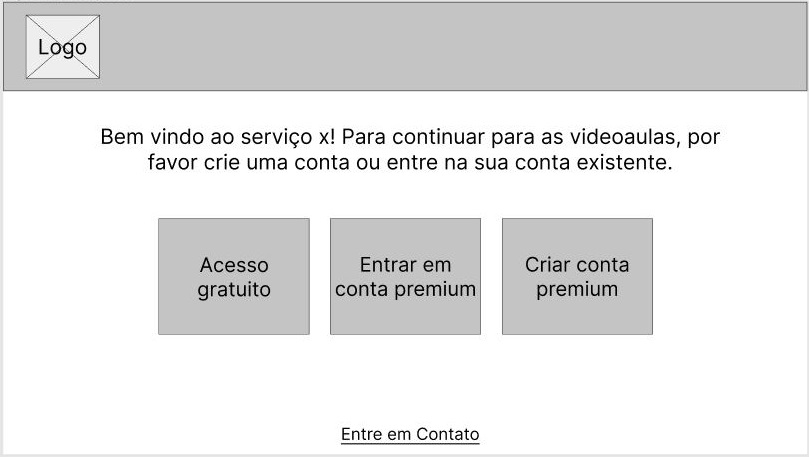 Logo
Bem vindo ao serviço x! Para continuar para as videoaulas, por
favor crie uma conta ou entre na sua conta existente.
Acesso
gratuito
Entrar em
conta premium
Criar conta
premium
Entre em Contato